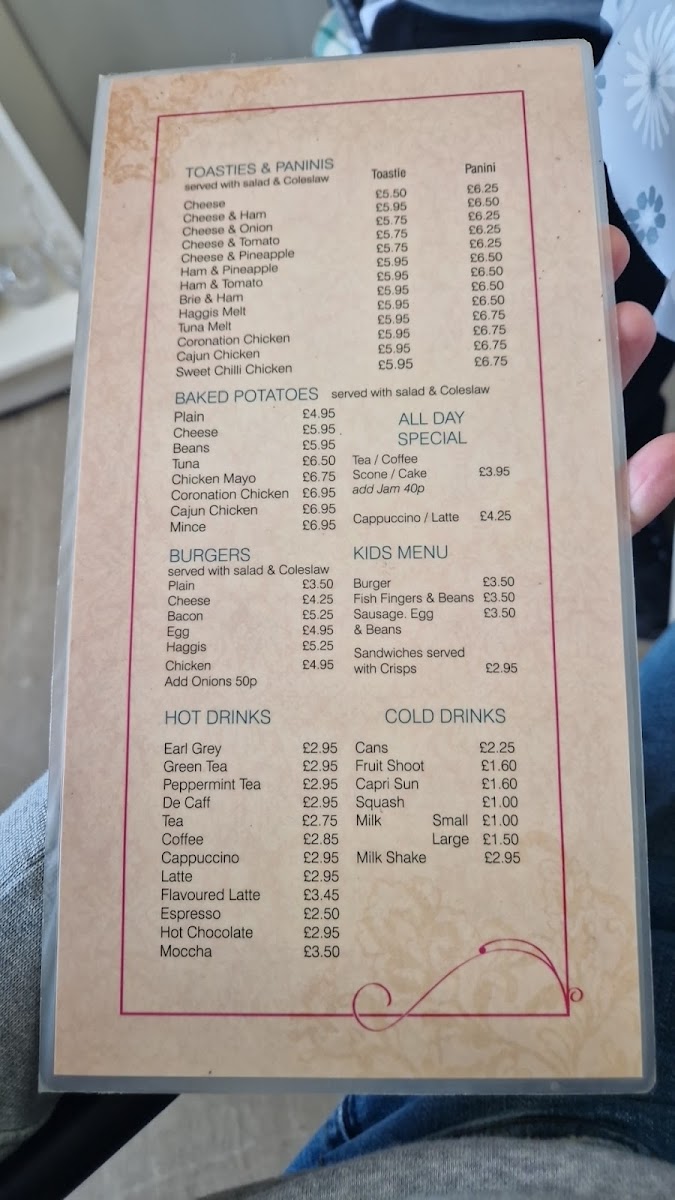 TOASTIES & PANINIS Toastie Panini
served with salad & Coleslaw
Cheese £5.50 £6.25
Cheese & Ham £5.95 £6.50
Cheese & Onion £5.75 £6.25
Cheese & Tomato £5.75 £6.25
Cheese & Pineapple £5.75 £6.25
Ham & Pineapple £5.95 £6.50
Ham & Tomato £5.95 £6.50
Brie & Ham £5.95 £6.50
Haggis Melt £5.95 £6.50
Tuna Melt £5.95 £6.75
Coronation Chicken £5.95 £6.75
Cajun Chicken £5.95 £6.75
Sweet Chilli Chicken £5.95 £6.75
BAKED POTATOES served with salad & Coleslaw
Plain £4.95
Cheese £5.95 .
Beans £5.95
Tuna £6.50
Chicken Mayo £6.75
Coronation Chicken £6.95
Cajun Chicken £6.95
Mince £6.95
ALL DAY
SPECIAL
Tea / Coffee
Scone / Cake £3.95
add Jam 40p
Cappuccino / Latte £4.25
BURGERS
served with salad & Coleslaw
Plain £3.50
Cheese £4.25
Bacon £5.25
Egg £4.95
Haggis £5.25
Chicken £4.95
Add Onions 50p
KIDS MENU
Burger £3.50
Fish Fingers & Beans £3.50
Sausage. Egg £3.50
& Beans
Sandwiches served
with Crisps £2.95
HOT DRINKS
Earl Grey £2.95
Green Tea £2.95
Peppermint Tea £2.95
De Caff £2.95
Tea £2.75
Coffee £2.85
Cappuccino £2.95
Latte £2.95
Flavoured Latte £3.45
Espresso £2.50
Hot Chocolate £2.95
Moccha £3.50
COLD DRINKS
Cans £2.25
Fruit Shoot £1.60
Capri Sun £1.60
Squash £1.00
Milk Small £1.00
Large £1.50
Milk Shake £2.95